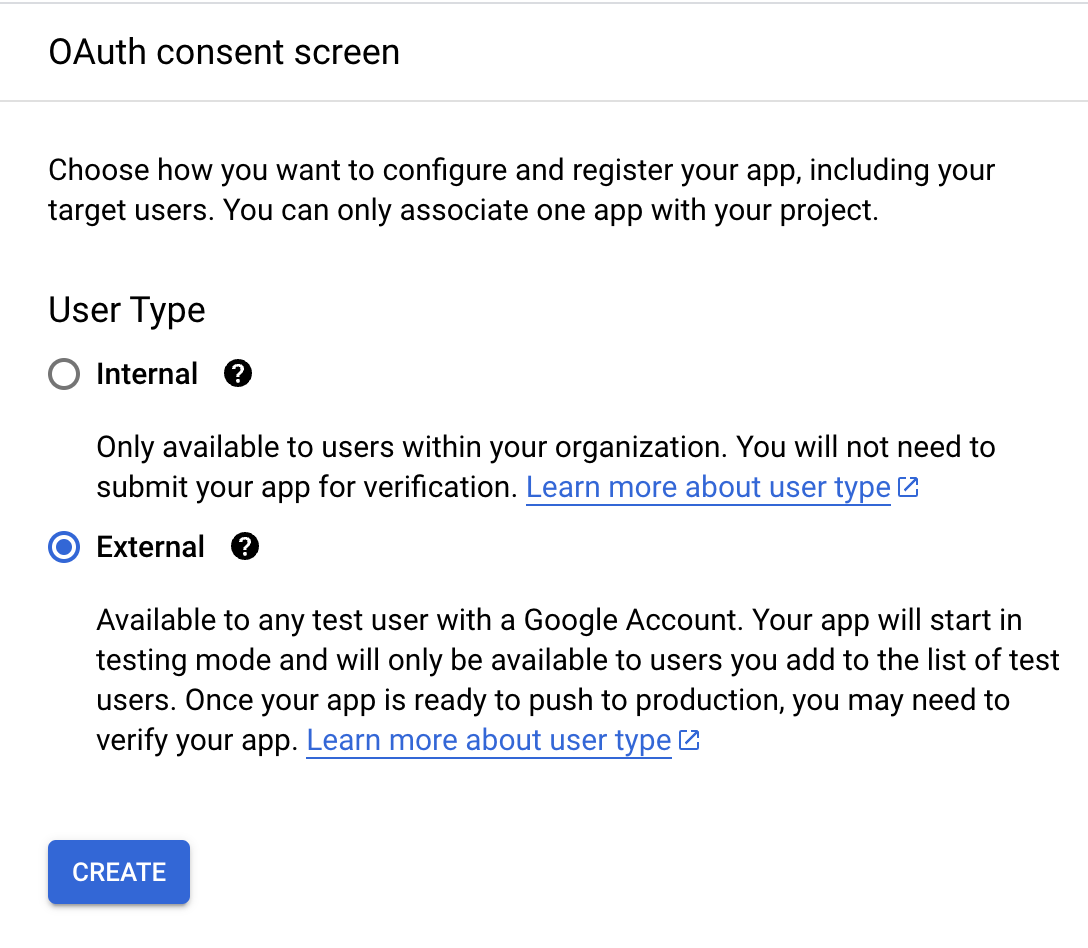 OAuth consent screen
Choose how you want to configure and register your app, including your
target users. You can only associate one app with your project.
User Type
Internal
Only available to users within your organization. You will not need to
submit your app for verification. Learn more about user type
External
Available to any test user with a Google Account. Your app will start in
testing mode and will only be available to users you add to the list of test
users. Once your app is ready to push to production, you may need to
verify your app. Learn more about user type
CREATE